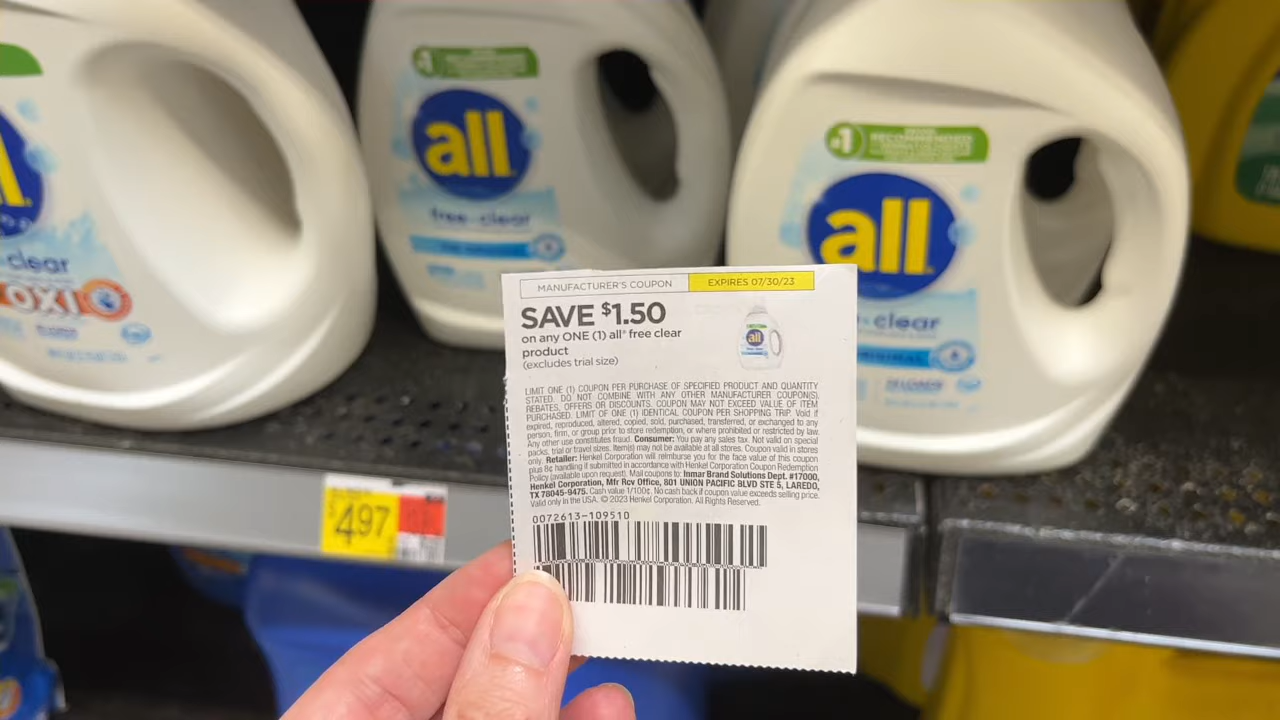 #1
all
free clear
#1
RECOMMENDED
all
clear
clear
OXI
MANUFACTURER'S COUPON
EXPIRES 07/30/23
SAVE $1.50
on any ONE (1) all® free clear
product
(excludes trial size)
all
LIMIT ONE (1) COUPON PER PURCHASE OF SPECIFIED PRODUCT AND QUANTITY
STATED. DO NOT COMBINE WITH ANY OTHER MANUFACTURER COUPON(S),
REBATES, OFFERS OR DISCOUNTS. COUPON MAY NOT EXCEED VALUE OF ITEM
PURCHASED. LIMIT OF ONE (1) IDENTICAL COUPON PER SHOPPING TRIP. Void if
expired, reproduced, altered, copied, sold, purchased, transferred, or exchanged to any
person, firm, or group prior to store redemption, or where prohibited or restricted by law.
Any other use constitutes fraud. Consumer: You pay any sales tax. Not valid on special
packs, trial or travel sizes. Item(s) may not be available at all stores. Coupon valid in stores
only. Retailer: Henkel Corporation will reimburse you for the face value of this coupon
plus 8¢ handling if submitted in accordance with Henkel Corporation Coupon Redemption
Policy (available upon request). Mail coupons to: Inmar Brand Solutions Dept. #17000,
Henkel Corporation, Mfr Rcv Office, 801 UNION PACIFIC BLVD STE 5, LAREDO,
TX 78045-9475. Cash value 1/100¢. No cash back if coupon value exceeds selling price.
Valid only in the USA. © 2023 Henkel Corporation. All Rights Reserved.
0072613-109510
4.97